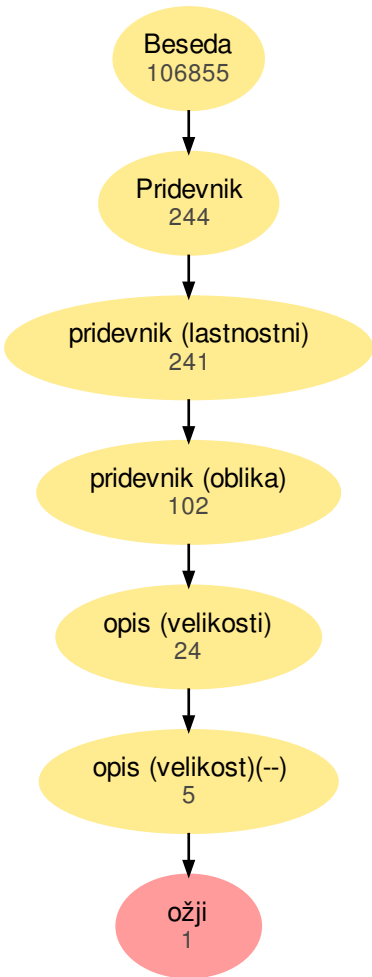 Beseda
106855
Pridevnik
244
pridevnik (lastnostni)
241
pridevnik (oblika)
102
opis (velikosti)
24
opis (velikost)(--)
5
ožji
1